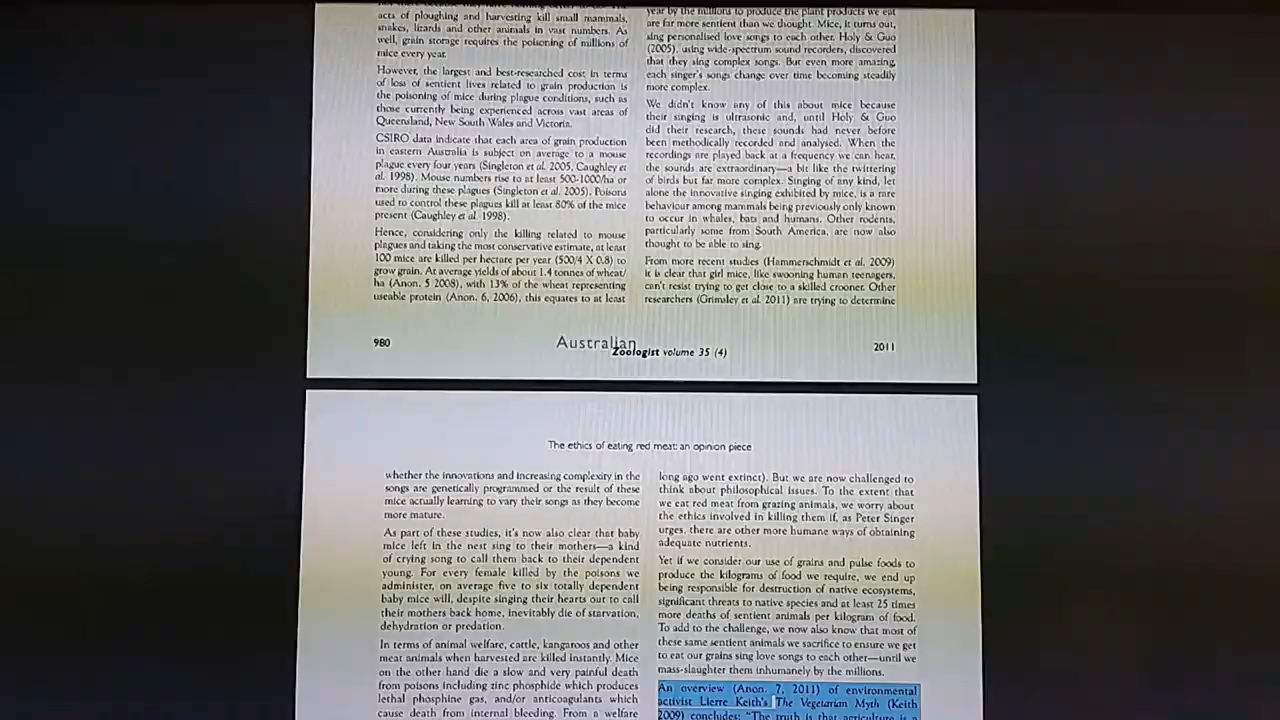 acts of ploughing and harvesting kill small mammals,
snakes, lizards and other animals in vast numbers. As
well, grain storage requires the poisoning of millions of
mice every year.
However, the largest and best-researched cost in terms
of loss of sentient lives related to grain production is
the poisoning of mice during plague conditions, such as
those currently being experienced across vast areas of
Queensland, New South Wales and Victoria.
CSIRO data indicate that each area of grain production
in eastern Australia is subject on average to a mouse
plague every four years (Singleton et al. 2005, Caughley et
al. 1998). Mouse numbers rise to at least 500-1000/ha or
more during these plagues (Singleton et al. 2005). Poisons
used to control these plagues kill at least 80% of the mice
present (Caughley et al. 1998).
Hence, considering only the killing related to mouse
plagues and taking the most conservative estimate, at least
100 mice are killed per hectare per year (500/4 X 0.8) to
grow grain. At average yields of about 1.4 tonnes of wheat/
ha (Anon. 5 2008), with 13% of the wheat representing
useable protein (Anon. 6, 2006), this equates to at least
year by the millions to produce the plant products we eat
are far more sentient than we thought. Mice, it turns out,
sing personalised love songs to each other. Holy & Guo
(2005), using wide-spectrum sound recorders, discovered
that they sing complex songs. But even more amazing,
each singer's songs change over time becoming steadily
more complex.
We didn't know any of this about mice because
their singing is ultrasonic and, until Holy & Guo
did their research, these sounds had never before
been methodically recorded and analysed. When the
recordings are played back at a frequency we can hear,
the sounds are extraordinary—a bit like the twittering
of birds but far more complex. Singing of any kind, let
alone the innovative singing exhibited by mice, is a rare
behaviour among mammals being previously only known
to occur in whales, bats and humans. Other rodents,
particularly some from South America, are now also
thought to be able to sing.
From more recent studies (Hammerschmidt et al. 2009)
it is clear that girl mice, like swooning human teenagers,
can't resist trying to get close to a skilled crooner. Other
researchers (Grimsley et al. 2011) are trying to determine
980
Australian
Zoologist volume 35 (4)
2011
The ethics of eating red meat: an opinion piece
whether the innovations and increasing complexity in the
songs are genetically programmed or the result of these
mice actually learning to vary their songs as they become
more mature.
As part of these studies, it's now also clear that baby
mice left in the nest sing to their mothers—a kind
of crying song to call them back to their dependent
young. For every female killed by the poisons we
administer, on average five to six totally dependent
baby mice will, despite singing their hearts out to call
their mothers back home, inevitably die of starvation,
dehydration or predation.
In terms of animal welfare, cattle, kangaroos and other
meat animals when harvested are killed instantly. Mice
on the other hand die a slow and very painful death
from poisons including zinc phosphide which produces
lethal phosphine gas, and/or anticoagulants which
cause death from internal bleeding. From a welfare
long ago went extinct). But we are now challenged to
think about philosophical issues. To the extent that
we eat red meat from grazing animals, we worry about
the ethics involved in killing them if, as Peter Singer
urges, there are other more humane ways of obtaining
adequate nutrients.
Yet if we consider our use of grains and pulse foods to
produce the kilograms of food we require, we end up
being responsible for destruction of native ecosystems,
significant threats to native species and at least 25 times
more deaths of sentient animals per kilogram of food.
To add to the challenge, we now also know that most of
these same sentient animals we sacrifice to ensure we get
to eat our grains sing love songs to each other—until we
mass-slaughter them inhumanely by the millions.
An overview (Anon. 7, 2011) of environmental
activist Lierre Keith's, The Vegetarian Myth (Keith
2009) concludes: "The truth is that agriculture is a